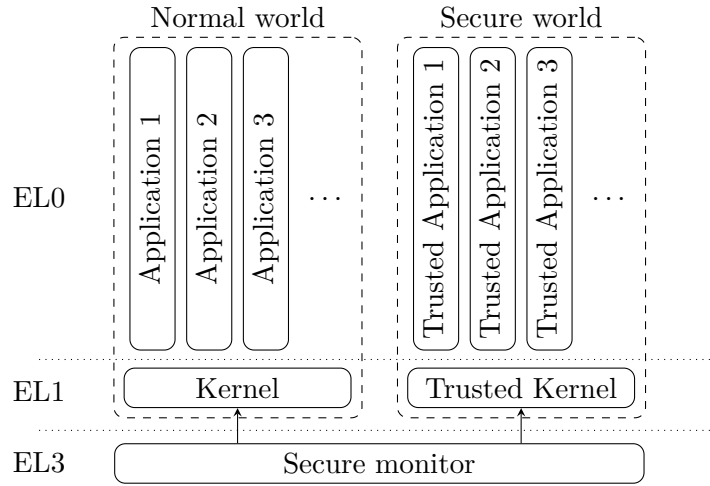 Normal world
Secure world
EL0
Application 1
Application 2
Application 3
...
Trusted Application 1
Trusted Application 2
Trusted Application 3
...
EL1
Kernel
Trusted Kernel
EL3
Secure monitor